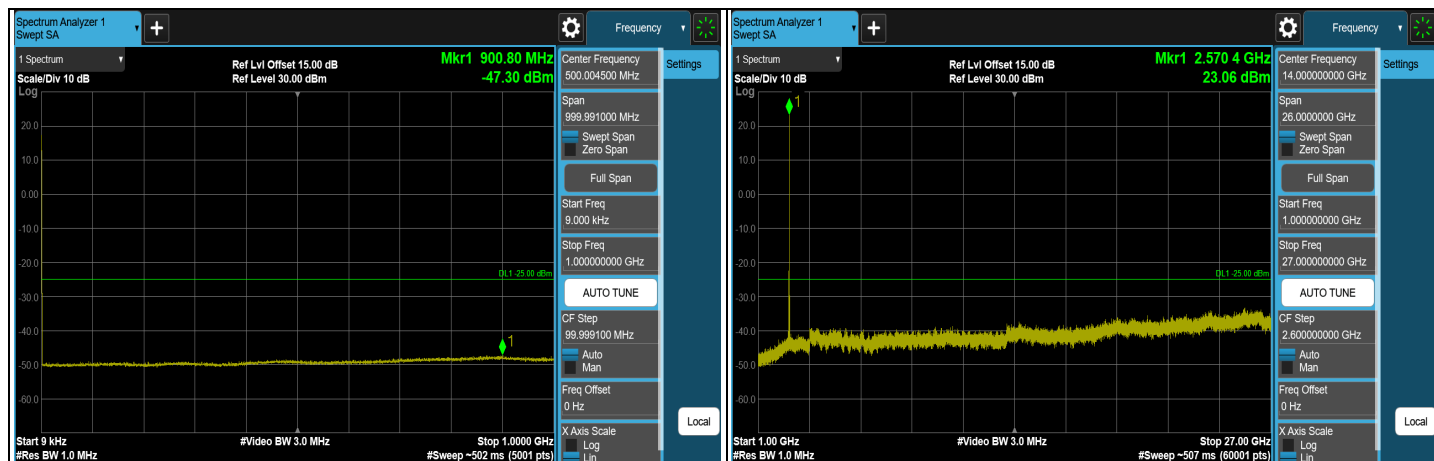 Spectrum Analyzer 1
Swept SA
+
Frequency
1 Spectrum
Scale/Div 10 dB
Log
Ref Lvl Offset 15.00 dB
Ref Level 30.00 dBm
Mkr1 900.80 MHz
-47.30 dBm
20.0
10.0
0.00
-10.0
-20.0
-30.0
-40.0
-50.0
-60.0
DL1 -25.00 dBm
1
Start 9 kHz
#Res BW 1.0 MHz
#Video BW 3.0 MHz
Stop 1.0000 GHz
#Sweep ~502 ms (5001 pts)
Center Frequency
500.004500 MHz
Span
999.991000 MHz
Swept Span
Zero Span
Full Span
Start Freq
9.000 kHz
Stop Freq
1.000000000 GHz
AUTO TUNE
CF Step
99.999100 MHz
Auto
Man
Freq Offset
0 Hz
X Axis Scale
Log
Lin
Settings
Local
Spectrum Analyzer 1
Swept SA
+
Frequency
1 Spectrum
Scale/Div 10 dB
Log
Ref Lvl Offset 15.00 dB
Ref Level 30.00 dBm
Mkr1 2.570 4 GHz
23.06 dBm
1
20.0
10.0
0.00
-10.0
-20.0
-30.0
-40.0
-50.0
-60.0
DL1 -25.00 dBm
Start 1.00 GHz
#Res BW 1.0 MHz
#Video BW 3.0 MHz
Stop 27.00 GHz
#Sweep ~507 ms (60001 pts)
Center Frequency
14.00000000 GHz
Span
26.0000000 GHz
Swept Span
Zero Span
Full Span
Start Freq
1.000000000 GHz
Stop Freq
27.000000000 GHz
AUTO TUNE
CF Step
2.600000000 GHz
Auto
Man
Freq Offset
0 Hz
X Axis Scale
Log
Lin
Settings
Local